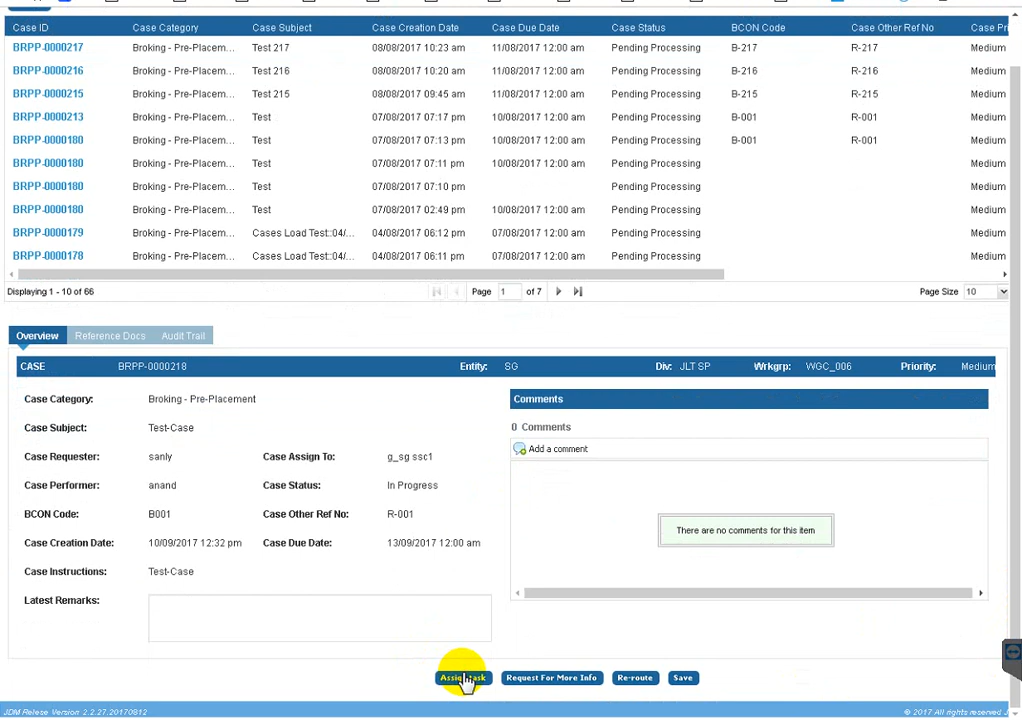 Case ID Case Category Case Subject Case Creation Date Case Due Date Case Status BCON Code Case Other Ref No Case Pri
BRPP-0000217 Broking - Pre-Placem... Test 217 08/08/2017 10:23 am 11/08/2017 12:00 am Pending Processing B-217 R-217 Medium
BRPP-0000216 Broking - Pre-Placem... Test 216 08/08/2017 10:20 am 11/08/2017 12:00 am Pending Processing B-216 R-216 Medium
BRPP-0000215 Broking - Pre-Placem... Test 215 08/08/2017 09:45 am 11/08/2017 12:00 am Pending Processing B-215 R-215 Medium
BRPP-0000213 Broking - Pre-Placem... Test 07/08/2017 07:17 pm 10/08/2017 12:00 am Pending Processing B-001 R-001 Medium
BRPP-0000180 Broking - Pre-Placem... Test 07/08/2017 07:13 pm 10/08/2017 12:00 am Pending Processing B-001 R-001 Medium
BRPP-0000180 Broking - Pre-Placem... Test 07/08/2017 07:11 pm 10/08/2017 12:00 am Pending Processing Medium
BRPP-0000180 Broking - Pre-Placem... Test 07/08/2017 07:10 pm Pending Processing Medium
BRPP-0000180 Broking - Pre-Placem... Test 07/08/2017 02:49 pm 10/08/2017 12:00 am Pending Processing Medium
BRPP-0000179 Broking - Pre-Placem... Cases Load Test::04/... 04/08/2017 06:12 pm 07/08/2017 12:00 am Pending Processing Medium
BRPP-0000178 Broking - Pre-Placem... Cases Load Test::04/... 04/08/2017 06:11 pm 07/08/2017 12:00 am Pending Processing Medium
Displaying 1 - 10 of 66 Page 1 of 7 Page Size 10
Overview Reference Docs Audit Trail
CASE BRPP-0000218 Entity: SG Div: JLT SP Wrkgrp: WGC_006 Priority: Medium
Case Category: Broking - Pre-Placement
Comments
Case Subject: Test-Case
0 Comments
Add a comment
Case Requester: sanly Case Assign To: g_sg ssc1
Case Performer: anand Case Status: In Progress
BCON Code: B001 Case Other Ref No: R-001
There are no comments for this item
Case Creation Date: 10/09/2017 12:32 pm Case Due Date: 13/09/2017 12:00 am
Case Instructions: Test-Case
Latest Remarks:
Assign task Request For More Info Re-route Save
JDM Relese Version: 2.2.27.20170812 © 2017 All rights reserved J